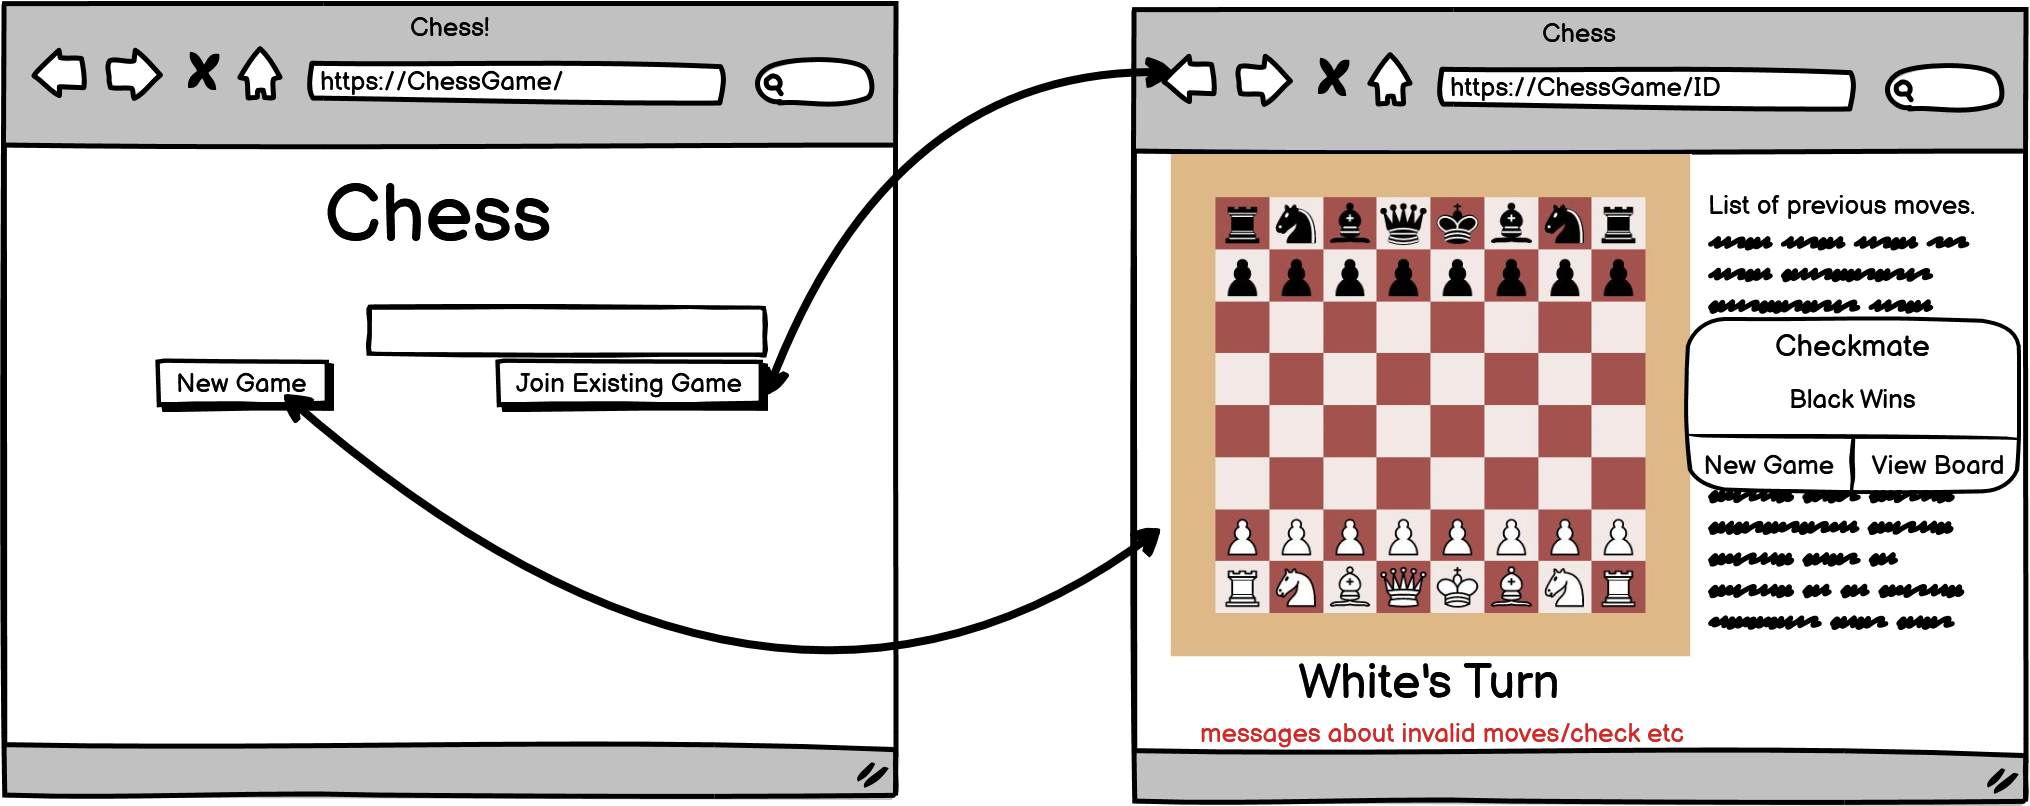 Chess!
https://ChessGame/
Chess
New Game
Join Existing Game
Chess
https://ChessGame/ID
List of previous moves.
Checkmate
Black Wins
New Game
View Board
White's Turn
messages about invalid moves/check etc